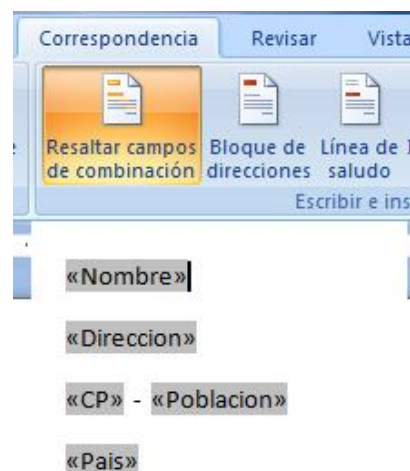 Correspondencia Revisar Vista
Resaltar campos Bloque de Línea de
de combinación direcciones saludo
Escribir e ins
«Nombre»
«Direccion»
«CP» - «Poblacion»
«Pais»